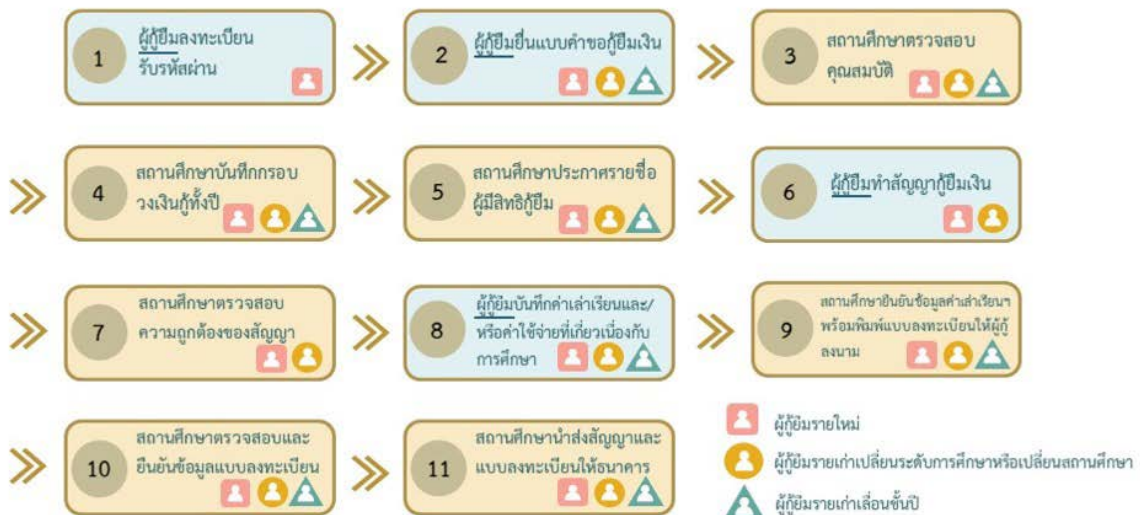 1
ผู้กู้ยืมลงทะเบียน
รับรหัสผ่าน
2
ผู้กู้ยืมยื่นแบบคำขอกู้ยืมเงิน
3
สถานศึกษาตรวจสอบ
คุณสมบัติ
4
สถานศึกษาบันทึกกรอบ
วงเงินกู้ทั้งปี
5
สถานศึกษาประกาศรายชื่อ
ผู้มีสิทธิกู้ยืม
6
ผู้กู้ยืมทำสัญญากู้ยืมเงิน
7
สถานศึกษาตรวจสอบ
ความถูกต้องของสัญญา
8
ผู้กู้ยืมบันทึกค่าเล่าเรียนและ/
หรือค่าใช้จ่ายที่เกี่ยวเนื่องกับ
การศึกษา
9
สถานศึกษายืนยันข้อมูลค่าเล่าเรียนฯ
พร้อมพิมพ์แบบลงทะเบียนให้ผู้กู้
ลงนาม
10
สถานศึกษาตรวจสอบและ
ยืนยันข้อมูลแบบลงทะเบียน
11
สถานศึกษานำส่งสัญญาและ
แบบลงทะเบียนให้ธนาคาร
ผู้กู้ยืมรายใหม่
ผู้กู้ยืมรายเก่าเปลี่ยนระดับการศึกษาหรือเปลี่ยนสถานศึกษา
ผู้กู้ยืมรายเก่าเลื่อนชั้นปี